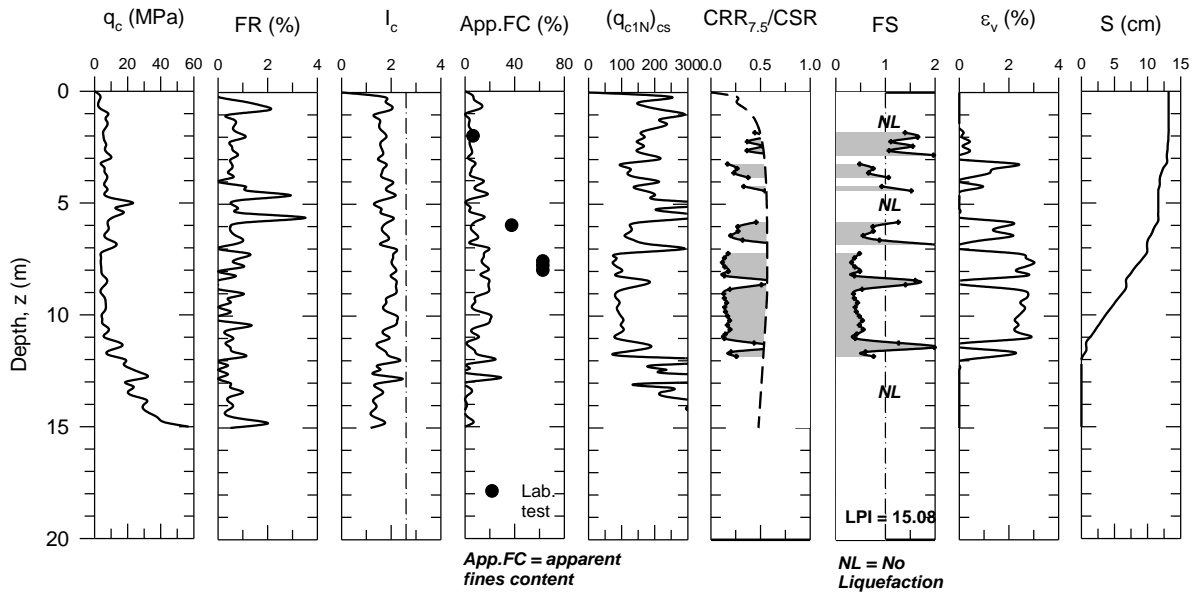 q_c (MPa) FR (%) I_c App.FC (%) (q_c1N)_cs CRR_7.5/CSR FS ε_v (%) S (cm)
0 20 40 60 0 2 4 0 2 4 0 40 80 0 100 200 300 0.0 0.5 1.0 0 1 2 0 2 4 0 5 10 15
0
5
10
15
20
Depth, z (m)
NL
NL
NL
Lab.
test
LPI = 15.08
App.FC = apparent
fines content
NL = No
Liquefaction